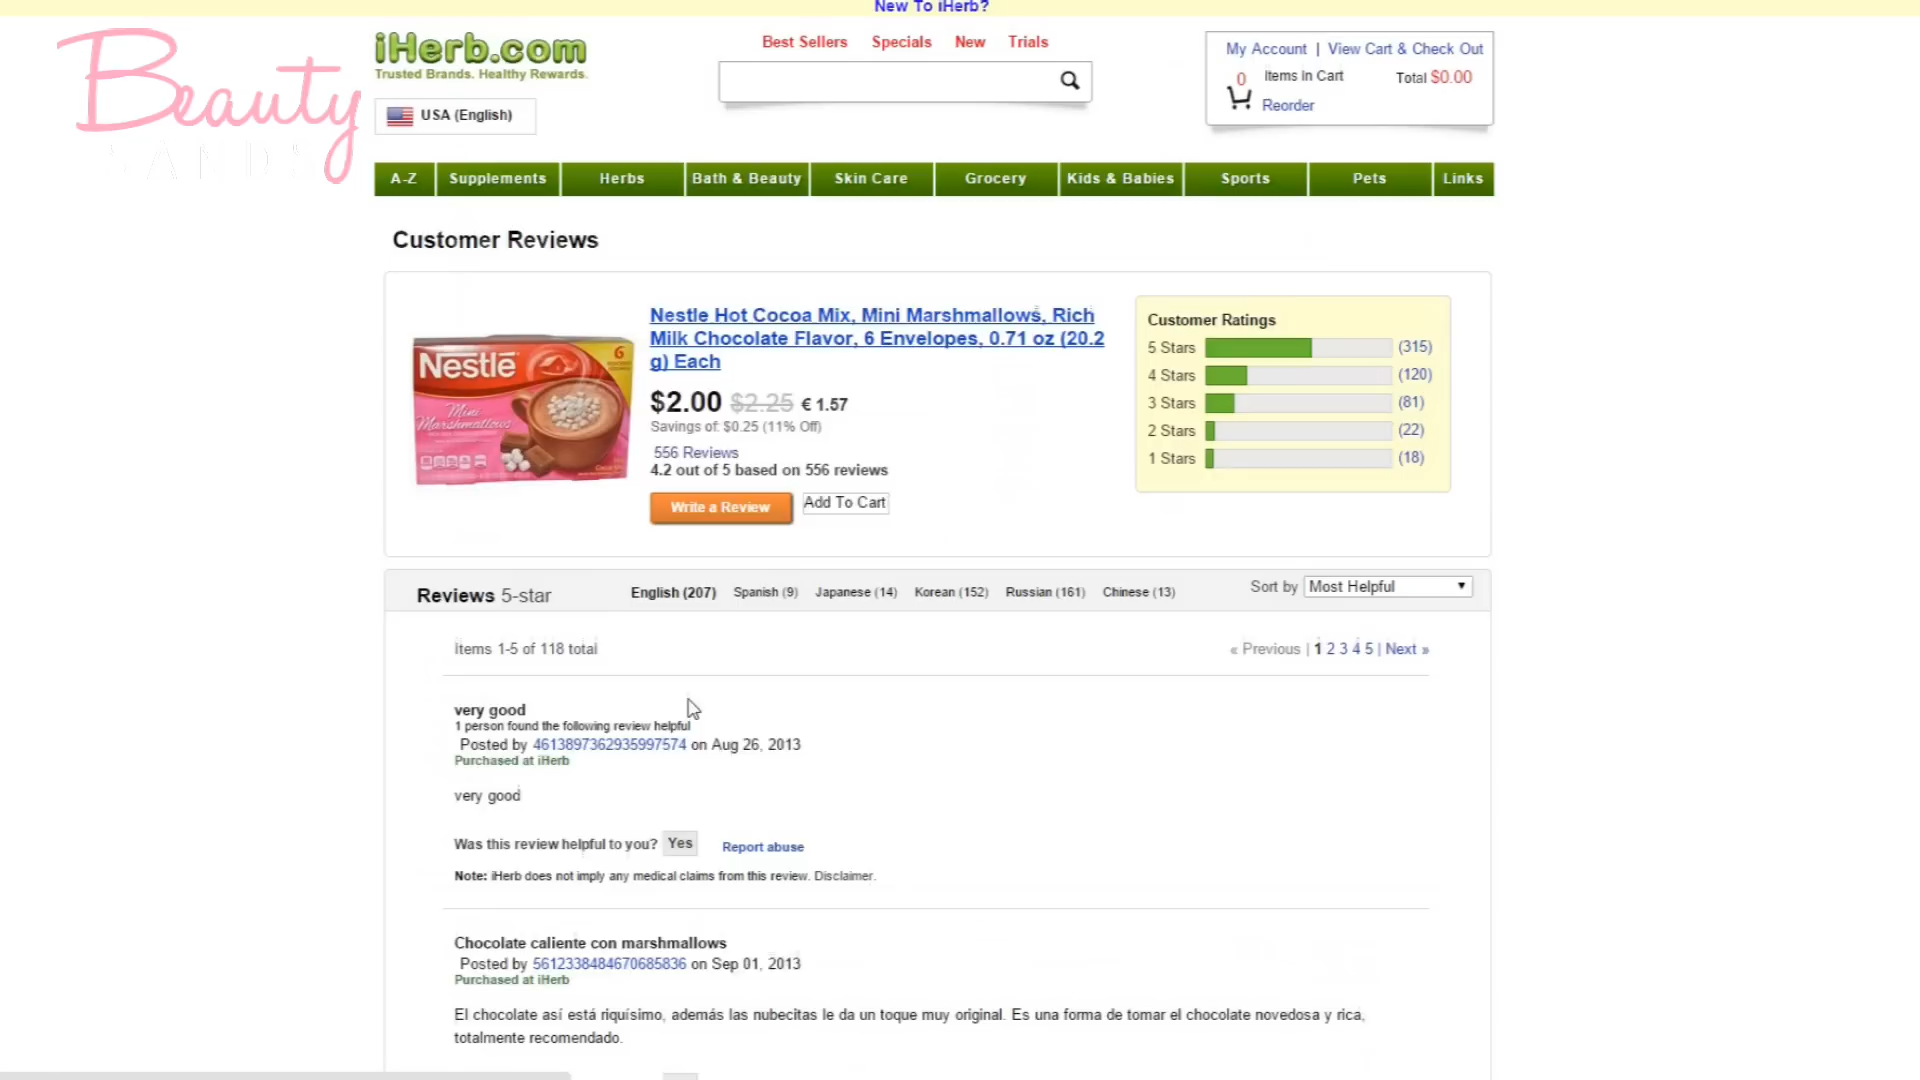 New To iHerb?
Beauty
iHerb.com
Trusted Brands. Healthy Rewards.
USA (English)
Best Sellers Specials New Trials
My Account | View Cart & Check Out
0 Items In Cart Total $0.00
Reorder
A-Z Supplements Herbs Bath & Beauty Skin Care Grocery Kids & Babies Sports Pets Links
Customer Reviews
Nestle Hot Cocoa Mix, Mini Marshmallows, Rich
Milk Chocolate Flavor, 6 Envelopes, 0.71 oz (20.2
g) Each
Nestlé
6
Mini
Marshmallows
$2.00 $2.25 € 1.57
Savings of: $0.25 (11% Off)
556 Reviews
4.2 out of 5 based on 556 reviews
Write a Review Add To Cart
Customer Ratings
5 Stars (315)
4 Stars (120)
3 Stars (81)
2 Stars (22)
1 Stars (18)
Reviews 5-star English (207) Spanish (9) Japanese (14) Korean (152) Russian (161) Chinese (13) Sort by Most Helpful
Items 1-5 of 118 total « Previous | 1 2 3 4 5 | Next »
very good
1 person found the following review helpful
Posted by 4613897362935997574 on Aug 26, 2013
Purchased at iHerb
very good
Was this review helpful to you? Yes Report abuse
Note: iHerb does not imply any medical claims from this review. Disclaimer.
Chocolate caliente con marshmallows
Posted by 5612338484670685836 on Sep 01, 2013
Purchased at iHerb
El chocolate así está riquísimo, además las nubecitas le da un toque muy original. Es una forma de tomar el chocolate novedosa y rica,
totalmente recomendado.